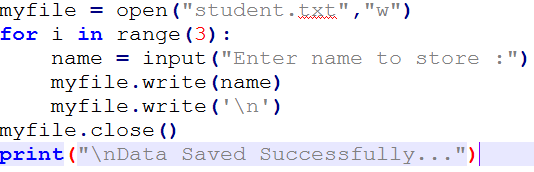 myfile = open("student.txt","w")
for i in range(3):
    name = input("Enter name to store :")
    myfile.write(name)
    myfile.write('\n')
myfile.close()
print("\nData Saved Successfully...")